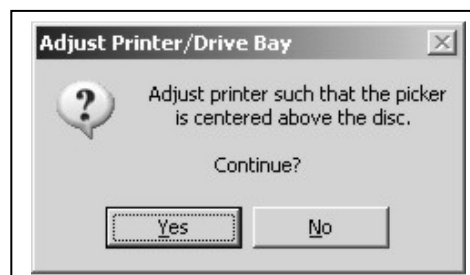 Adjust Printer/Drive Bay
Adjust printer such that the picker
is centered above the disc.
Continue?
Yes
No